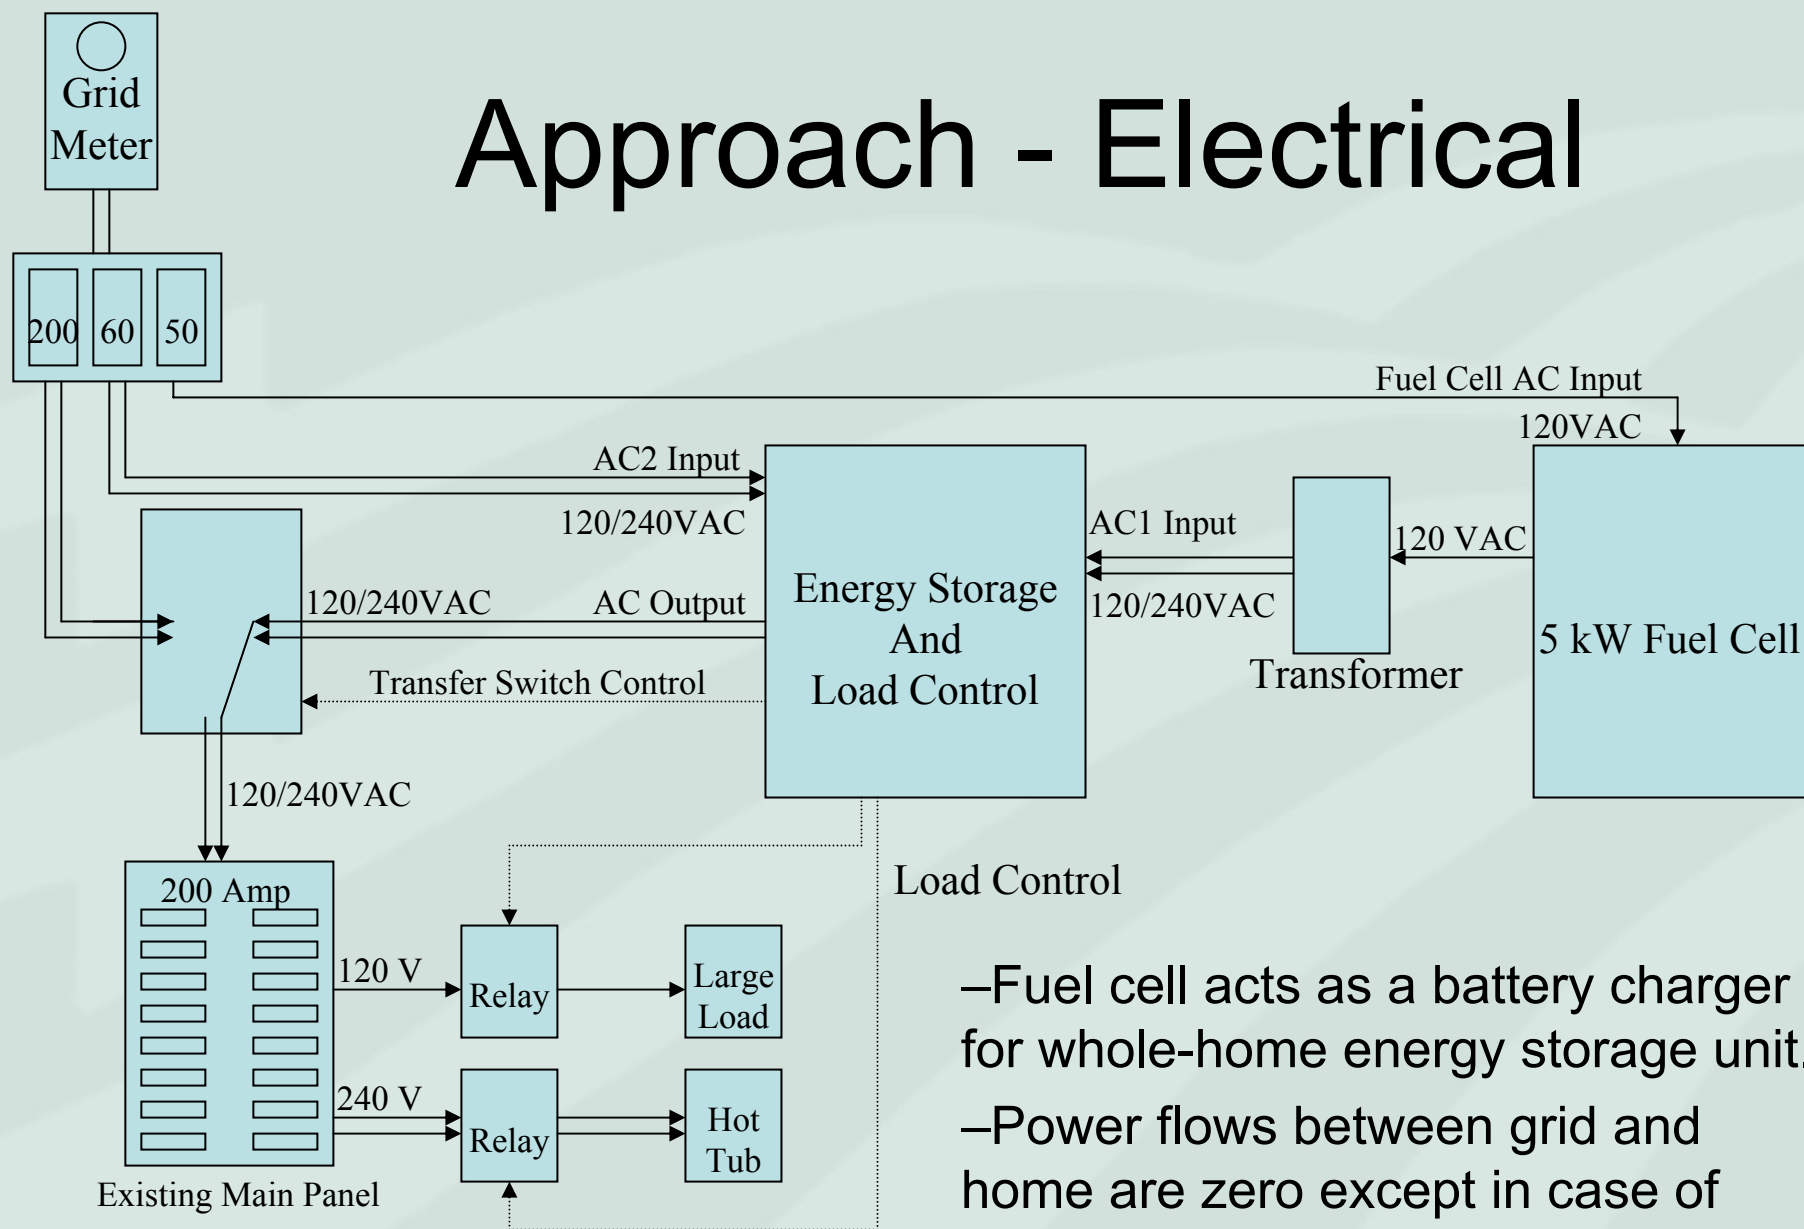 Grid
Meter
Approach - Electrical
200 60 50
Fuel Cell AC Input
120VAC
AC2 Input
120/240VAC
AC1 Input
120 VAC
120/240VAC
Energy Storage
And
Load Control
120/240VAC
AC Output
Transformer
5 kW Fuel Cell
Transfer Switch Control
120/240VAC
200 Amp
Load Control
120 V
Relay
Large
Load
240 V
Relay
Hot
Tub
Existing Main Panel
–Fuel cell acts as a battery charger
for whole-home energy storage unit.
–Power flows between grid and
home are zero except in case of